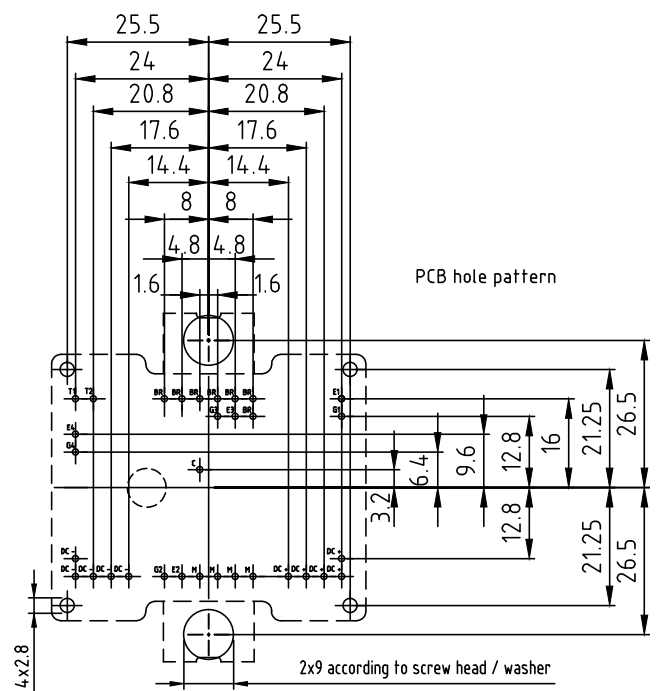 25.5 25.5
24 24
20.8 20.8
17.6 17.6
14.4 14.4
8 8
4.8 4.8
1.6 1.6
PCB hole pattern
T1 T2 BR BR BR BR BR BR E1
G3 E3 BR G1
E4
G4
C
3.2 6.4 9.6 12.8 16 21.25 26.5
12.8 21.25 26.5
DC - DC +
DC - DC - DC - DC - G2 E2 M M M M DC + DC + DC + DC +
4x2.8
2x9 according to screw head / washer